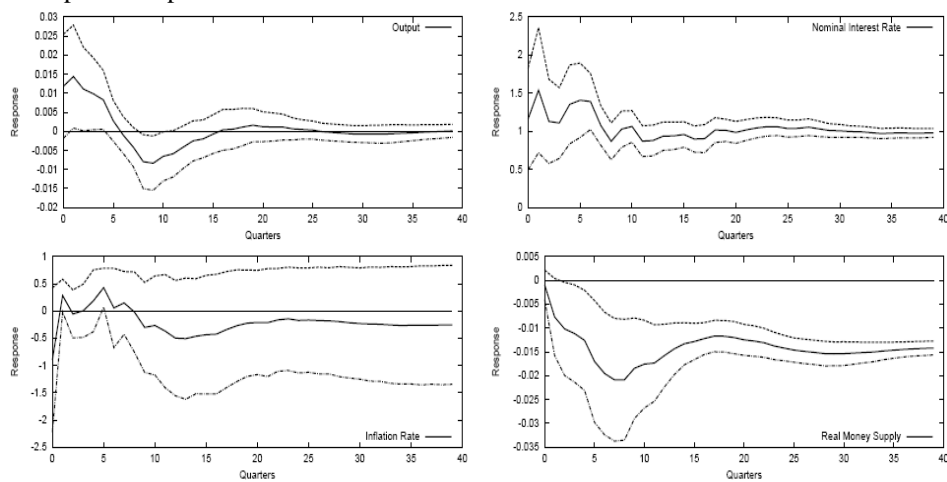 0.03
0.025
0.02
0.015
0.01
0.005
0
-0.005
-0.01
-0.015
-0.02
Response
Output
0 5 10 15 20 25 30 35 40
Quarters
2.5
2
1.5
1
0.5
0
Response
Nominal Interest Rate
0 5 10 15 20 25 30 35 40
Quarters
1
0.5
0
-0.5
-1
-1.5
-2
-2.5
Response
Inflation Rate
0 5 10 15 20 25 30 35 40
Quarters
0.005
0
-0.005
-0.01
-0.015
-0.02
-0.025
-0.03
-0.035
Response
Real Money Supply
0 5 10 15 20 25 30 35 40
Quarters